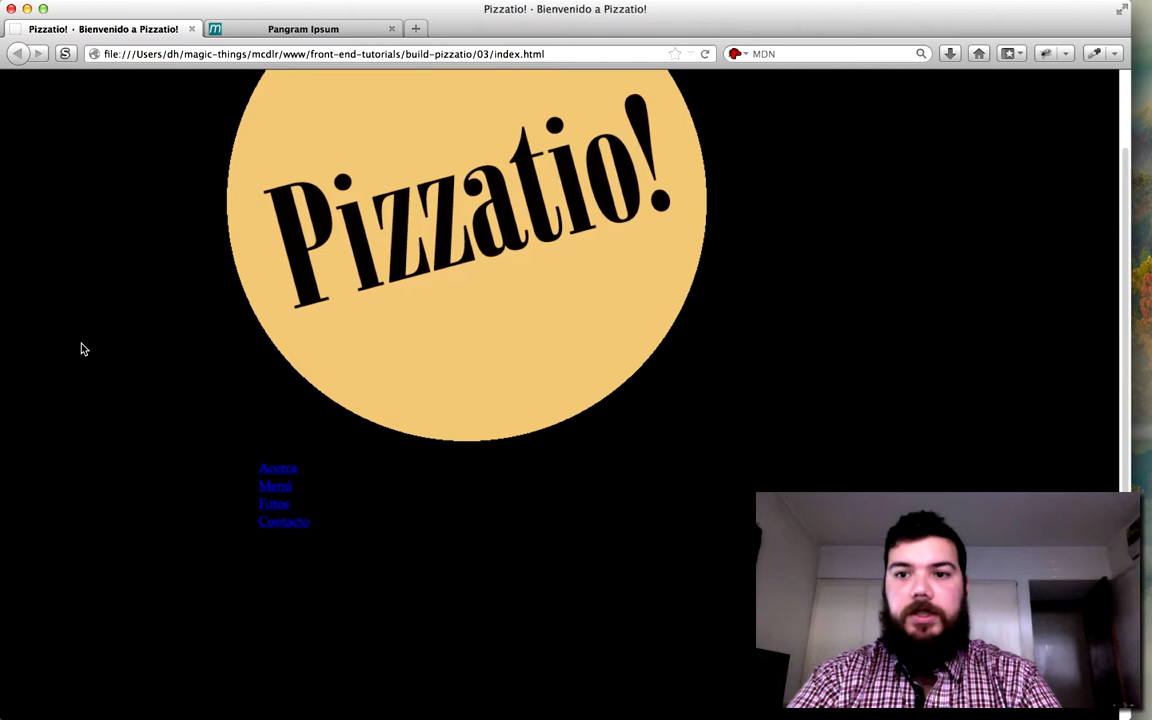 Pizzatio! · Bienvenido a Pizzatio!
Pizzatio! · Bienvenido a Pizzatio!
Pangram Ipsum
file:///Users/dh/magic-things/mcdlr/www/front-end-tutorials/build-pizzatio/03/index.html
MDN
Pizzatio!
Acerca
Menú
Fotos
Contacto